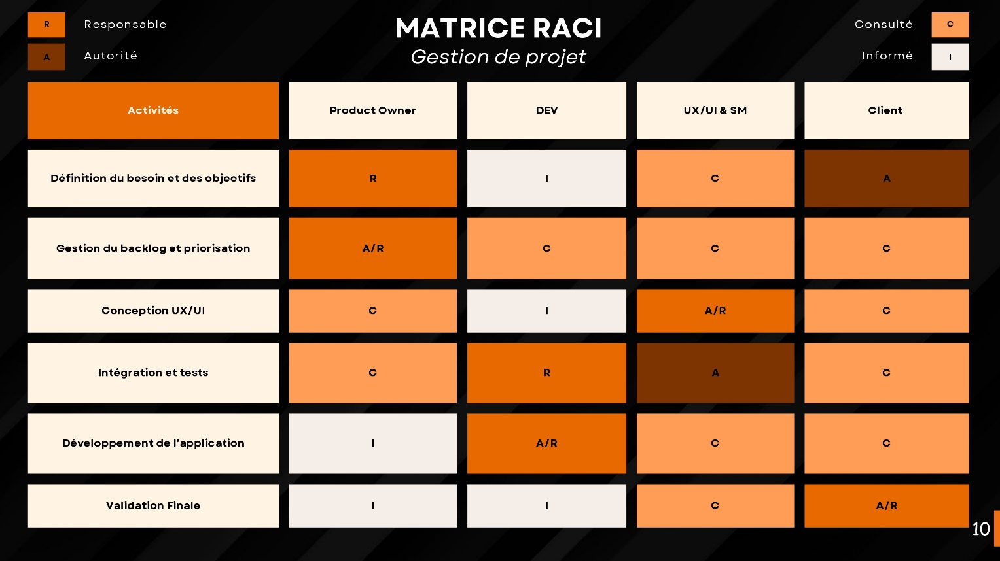 R Responsable
A Autorité
MATRICE RACI
Gestion de projet
Consulté C
Informé I
Activités Product Owner DEV UX/UI & SM Client
Définition du besoin et des objectifs R I C A
Gestion du backlog et priorisation A/R C C C
Conception UX/UI C I A/R C
Intégration et tests C R A C
Développement de l’application I A/R C C
Validation Finale I I C A/R
10